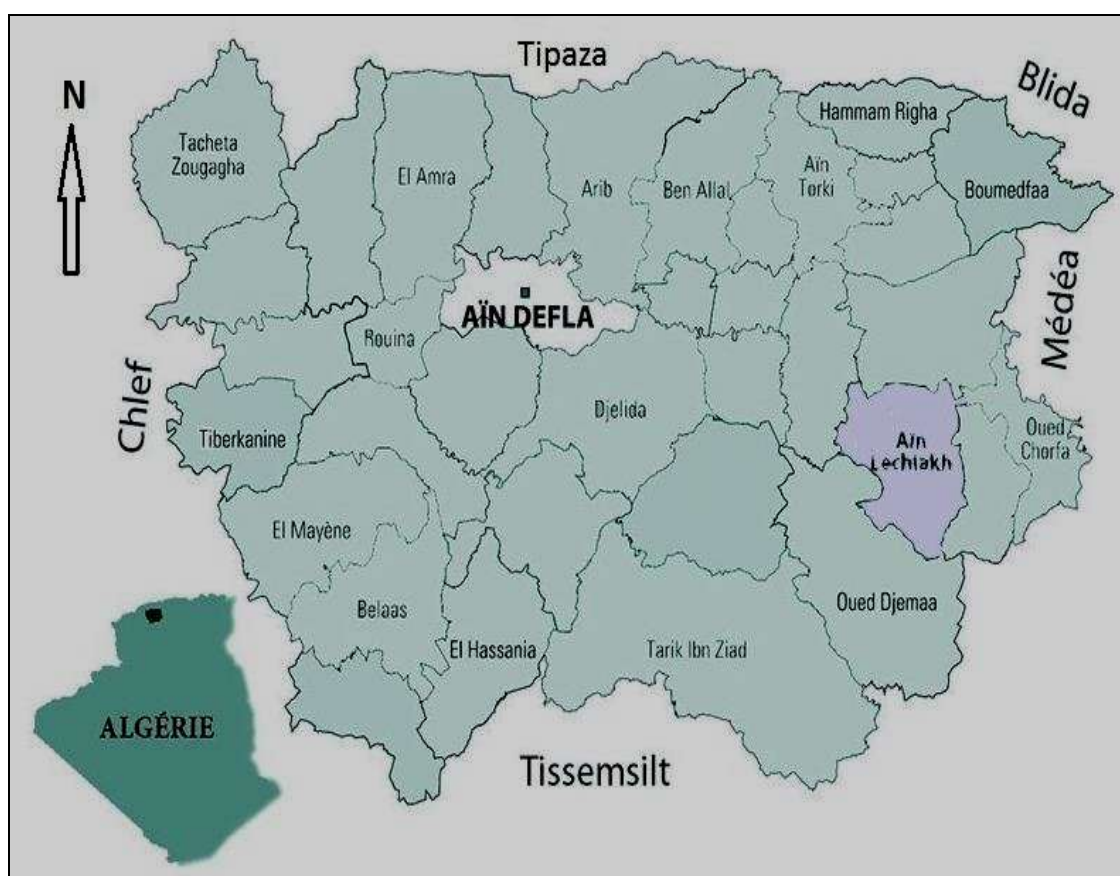 Tipaza
Blida
N
Hammam Righa
Tacheta
Zougagha
El Amra
Arib
Ben Allal
Aïn
Torki
Boumedfaa
Médéa
AÏN DEFLA
Rouina
Chlef
Djelida
Tiberkanine
Aïn
Lechiakh
Oued
Chorfa
El Mayène
Belaas
Oued Djemaa
El Hassania
Tarik Ibn Ziad
ALGÉRIE
Tissemsilt